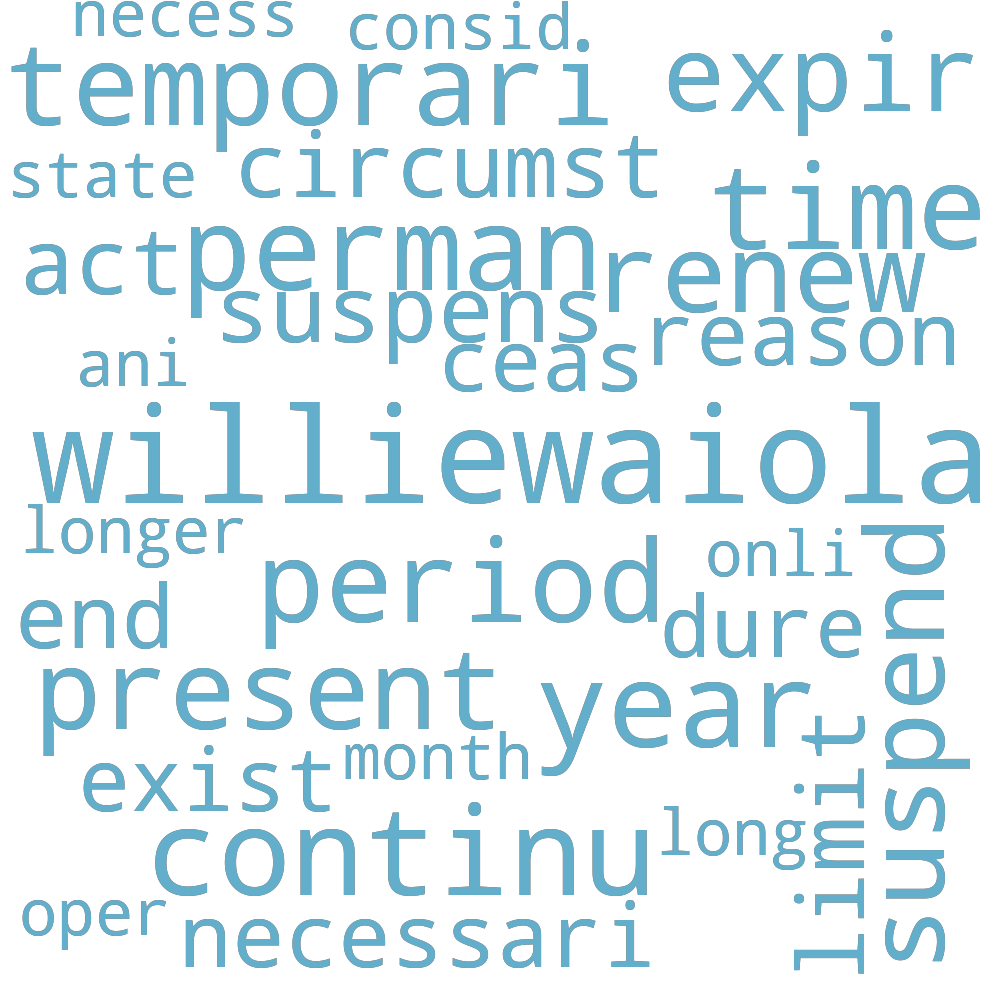 necess
consid
temporari
expir
state
circumst
time
act
perman
renew
suspens
reason
ani
ceas
williewaiola
longer
period
onli
suspend
end
dure
present
year
limit
exist
month
continu
long
oper
necessari